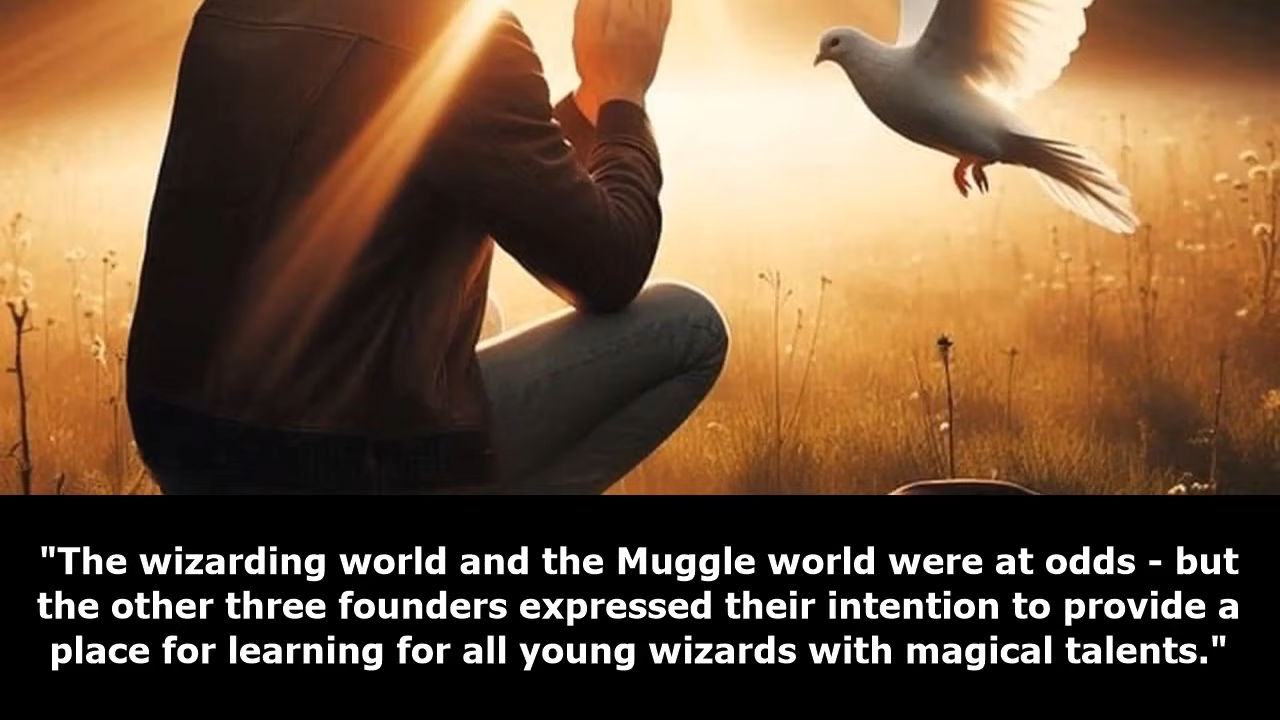 "The wizarding world and the Muggle world were at odds - but
the other three founders expressed their intention to provide a
place for learning for all young wizards with magical talents."